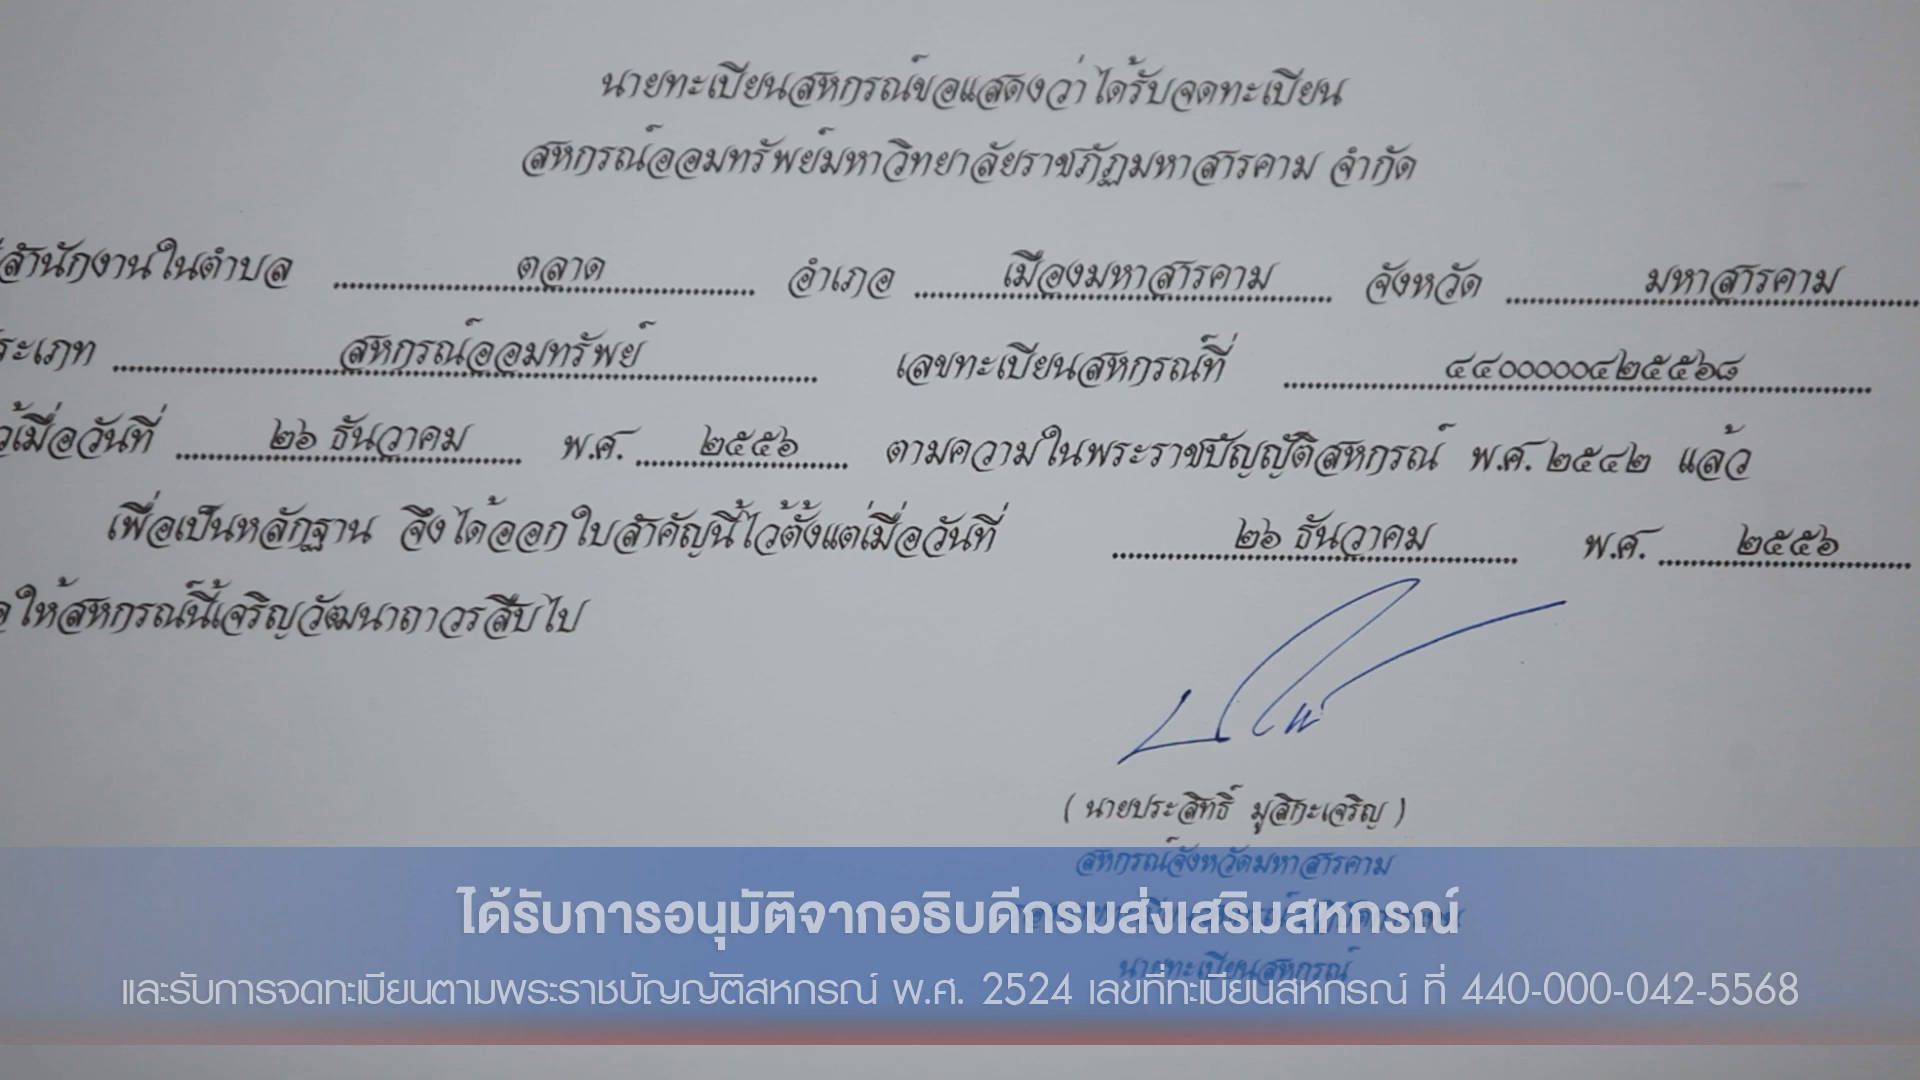 นายทะเบียนสหกรณ์ขอแสดงว่าได้รับจดทะเบียน
สหกรณ์ออมทรัพย์มหาวิทยาลัยราชภัฏมหาสารคาม จำกัด
สำนักงานในตำบล ตลาด อำเภอ เมืองมหาสารคาม จังหวัด มหาสารคาม
ระเภท สหกรณ์ออมทรัพย์ เลขทะเบียนสหกรณ์ที่ ๔๔๐๐๐๐๐๔๒๕๕๖๘
ว้เมื่อวันที่ ๒๖ ธันวาคม พ.ศ. ๒๕๕๖ ตามความในพระราชบัญญัติสหกรณ์ พ.ศ. ๒๕๔๒ แล้ว
เพื่อเป็นหลักฐาน จึงได้ออกใบสำคัญนี้ไว้ตั้งแต่เมื่อวันที่ ๒๖ ธันวาคม พ.ศ. ๒๕๕๖
ให้สหกรณ์นี้เจริญวัฒนาถาวรสืบไป
( นายประสิทธิ์ มูสิกะเจริญ )
สหกรณ์จังหวัดมหาสารคาม
ได้รับการอนุมัติจากอธิบดีกรมส่งเสริมสหกรณ์
นายทะเบียนสหกรณ์
และรับการจดทะเบียนตามพระราชบัญญัติสหกรณ์ พ.ศ. 2524 เลขที่ทะเบียนสหกรณ์ ที่ 440-000-042-5568